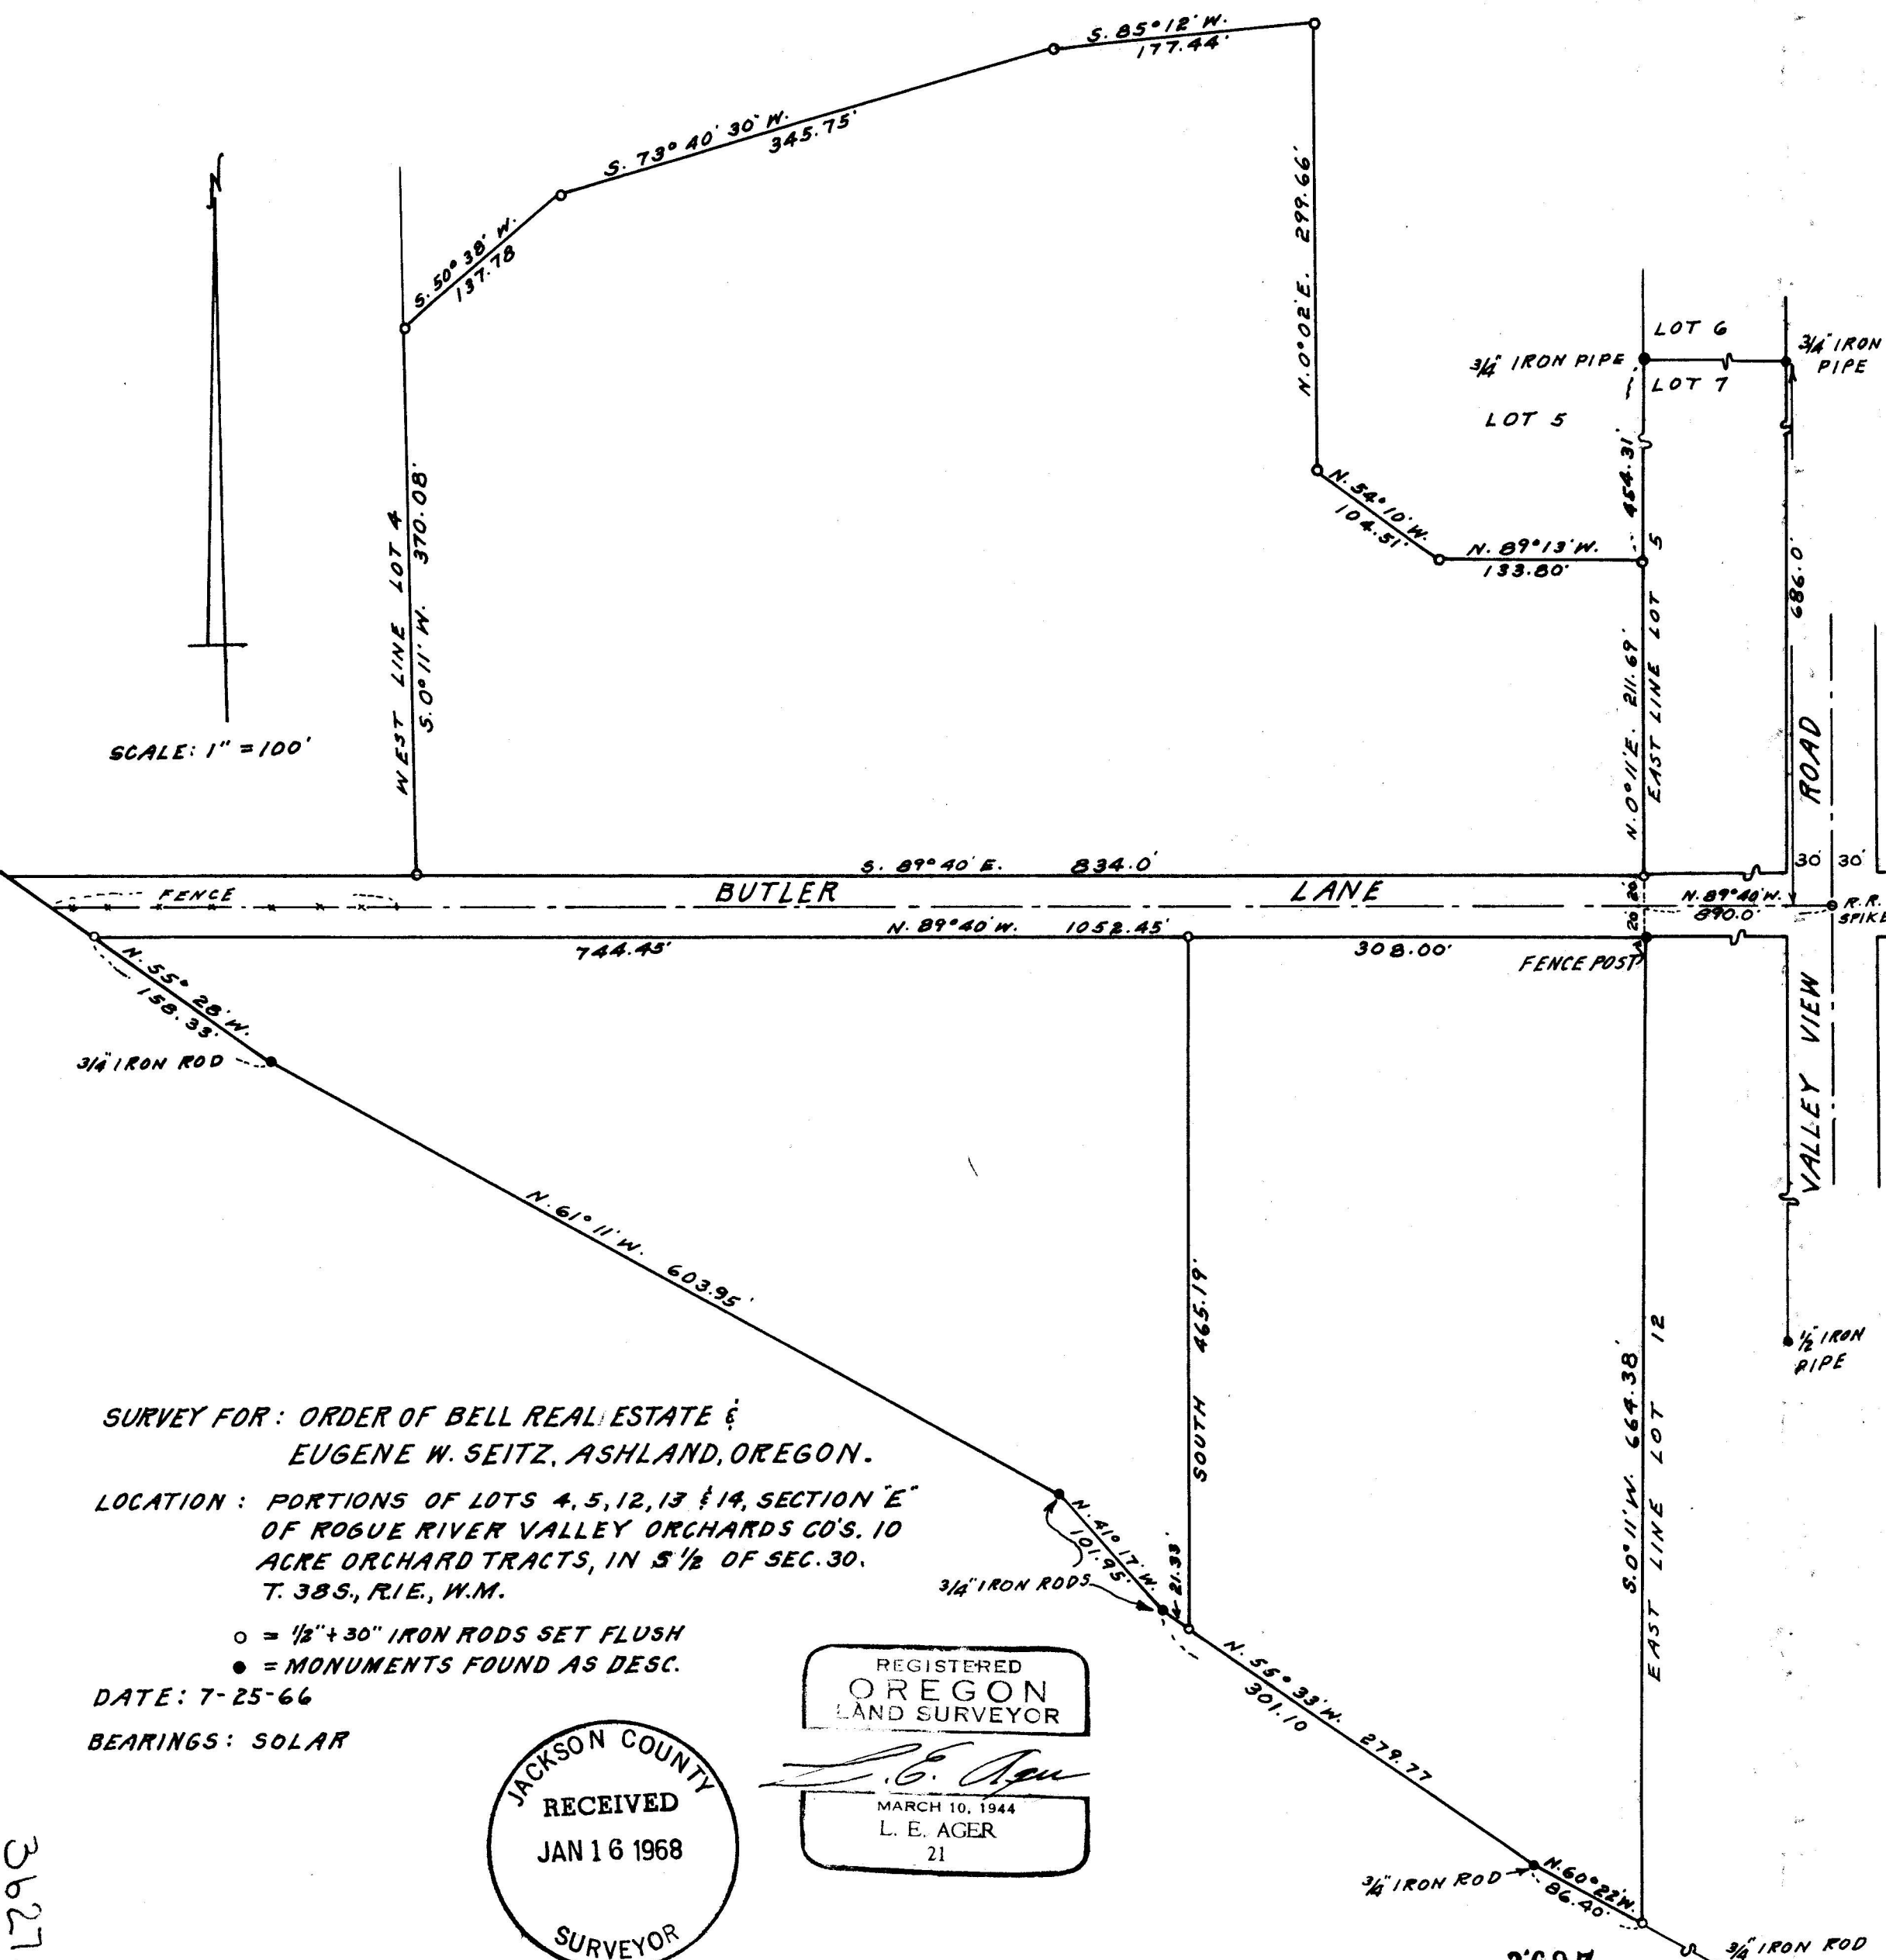 S. 85° 12' W.
177.44'
S. 73° 40' 30" W.
345.75'
S. 50° 38' W.
137.78
N
N. 0° 02' E. 299.66'
LOT 6
3/4" IRON PIPE
3/4" IRON
PIPE
LOT 7
LOT 5
454.31'
N. 54° 10' W.
104.51'
N. 89° 13' W.
133.80'
686.0'
WEST LINE LOT 4
S. 0° 11' W. 370.08'
N. 0° 11' E. 211.69'
EAST LINE LOT 5
SCALE: 1" = 100'
ROAD
30' 30'
S. 89° 40' E. 834.0'
FENCE
BUTLER LANE
20' 20'
N. 89° 40' W.
890.0'
R.R.
SPIKE
N. 89° 40' W. 1052.45'
744.45'
308.00'
FENCE POST
N. 55° 28' W.
158.33'
3/4" IRON ROD
VALLEY VIEW
N. 61° 11' W. 603.95'
SOUTH 465.19'
S. 0° 11' W. 664.38'
EAST LINE LOT 12
1/2" IRON
PIPE
SURVEY FOR: ORDER OF BELL REAL ESTATE &
EUGENE W. SEITZ, ASHLAND, OREGON.
LOCATION: PORTIONS OF LOTS 4, 5, 12, 13 & 14, SECTION "E"
OF ROGUE RIVER VALLEY ORCHARDS CO'S. 10
ACRE ORCHARD TRACTS, IN S 1/2 OF SEC. 30.
T. 38S., R.1E., W.M.
N. 41° 17' W.
101.95'
3/4" IRON RODS
21.33'
○ = 1/2" + 30" IRON RODS SET FLUSH
● = MONUMENTS FOUND AS DESC.
DATE: 7-25-66
BEARINGS: SOLAR
N. 55° 33' W.
301.10
279.77
REGISTERED
OREGON
LAND SURVEYOR
L. E. Ager
MARCH 10, 1944
L. E. AGER
21
JACKSON COUNTY
RECEIVED
JAN 16 1968
SURVEYOR
3/4" IRON ROD
N. 60° 22' W.
86.40'
3/4" IRON ROD
3627